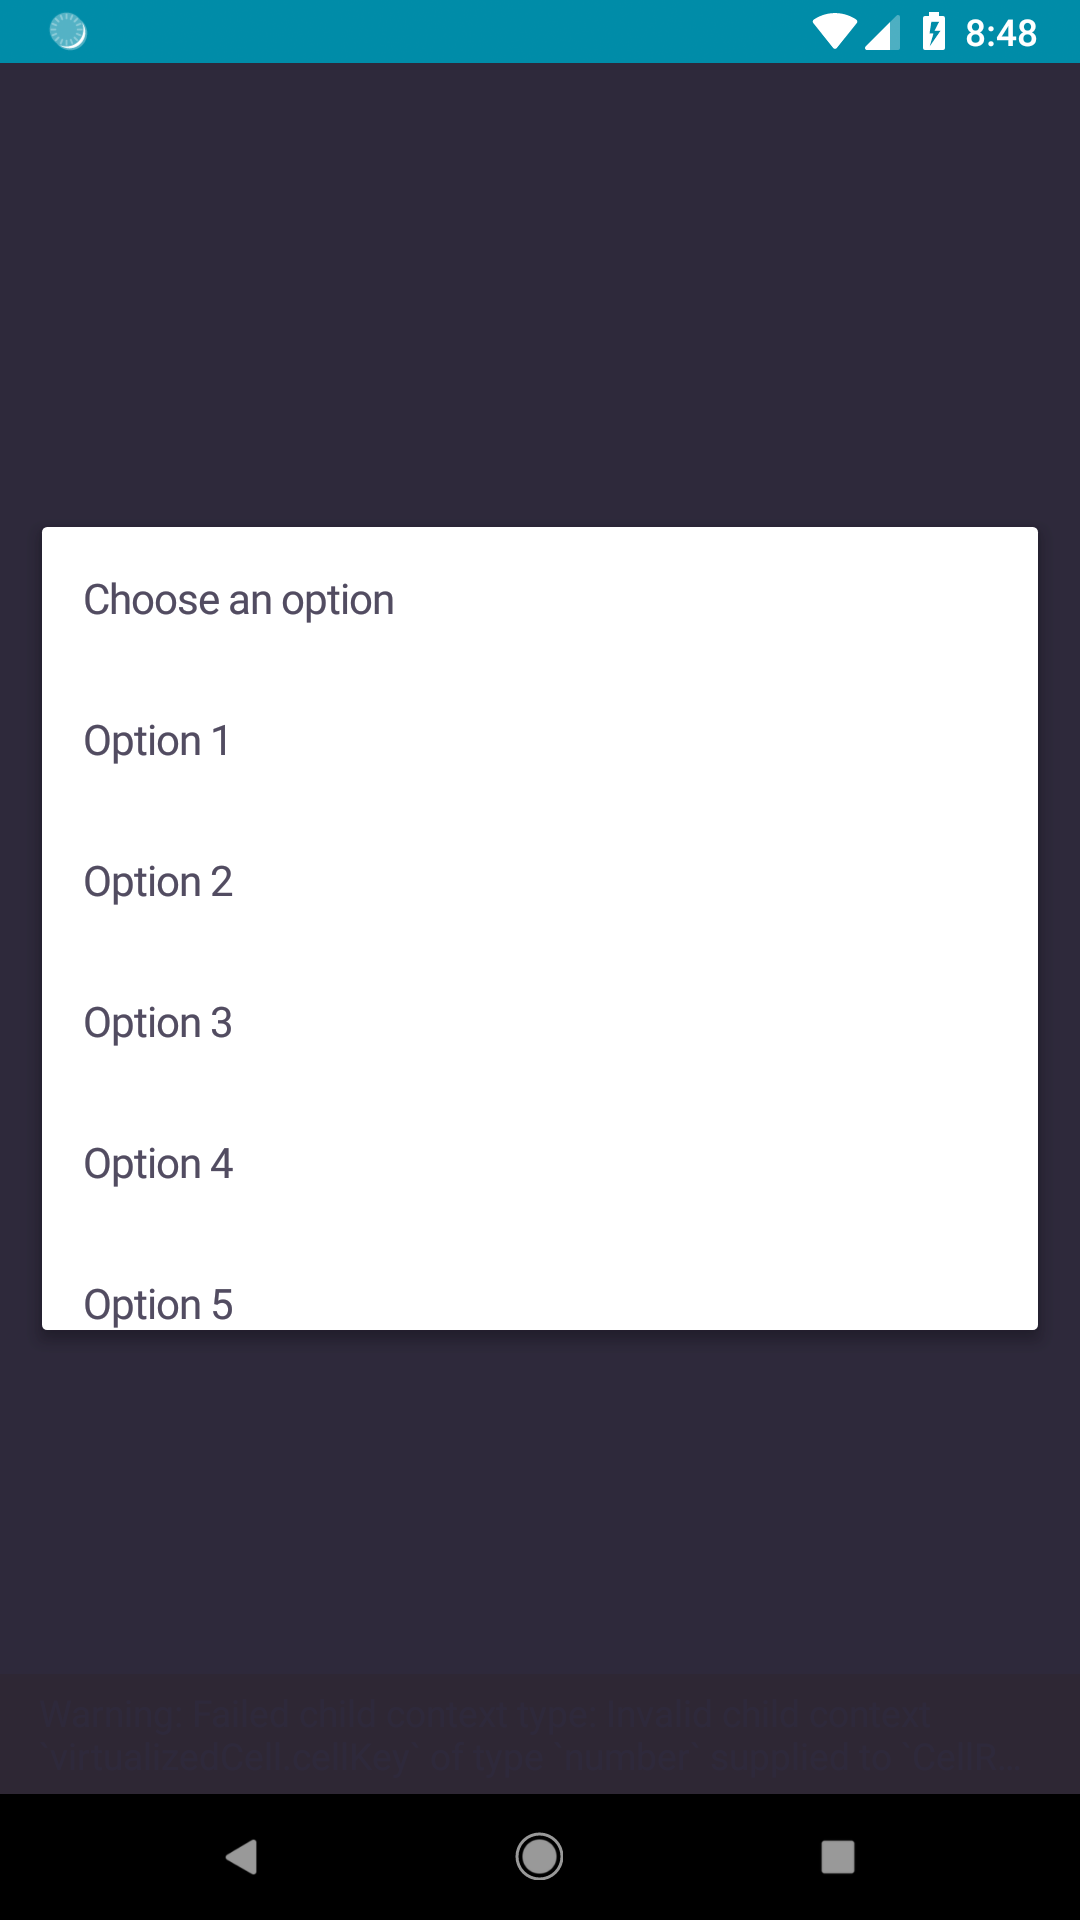 8:48
Choose an option
Option 1
Option 2
Option 3
Option 4
Option 5
Warning: Failed child context type: Invalid child context
virtualizedCell.cellKey of type number supplied to CellR